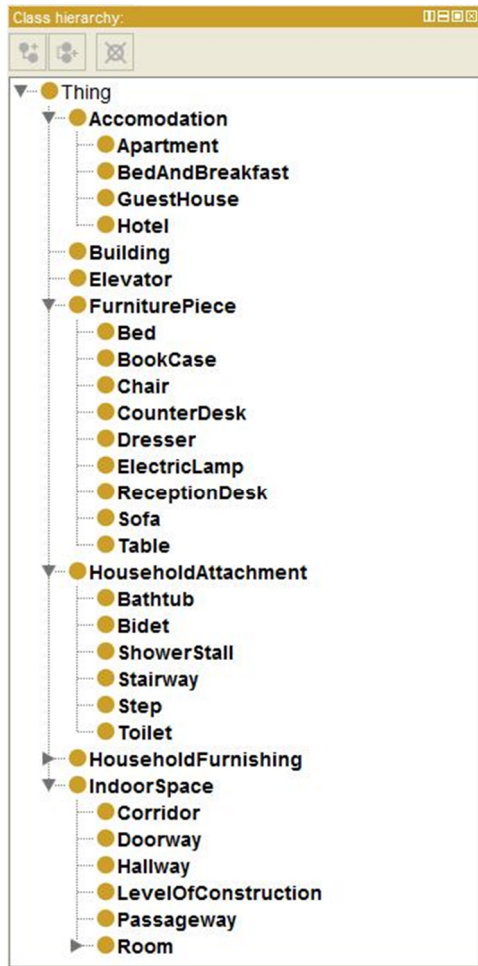 Class hierarchy:
Thing
Accomodation
Apartment
BedAndBreakfast
GuestHouse
Hotel
Building
Elevator
FurniturePiece
Bed
BookCase
Chair
CounterDesk
Dresser
ElectricLamp
ReceptionDesk
Sofa
Table
HouseholdAttachment
Bathtub
Bidet
ShowerStall
Stairway
Step
Toilet
HouseholdFurnishing
IndoorSpace
Corridor
Doorway
Hallway
LevelOfConstruction
Passageway
Room